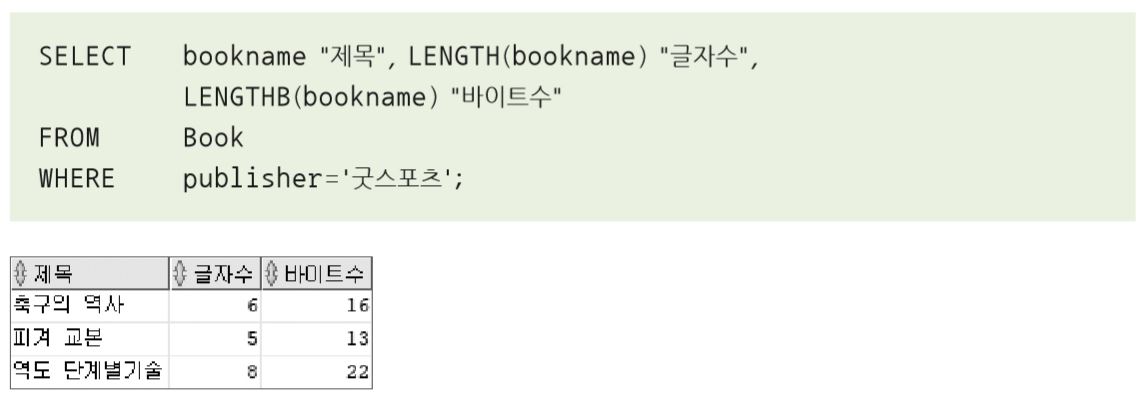 SELECT bookname "제목", LENGTH(bookname) "글자수",
LENGTHB(bookname) "바이트수"
FROM Book
WHERE publisher='굿스포츠';
제목 글자수 바이트수
축구의 역사 6 16
피겨 교본 5 13
역도 단계별기술 8 22